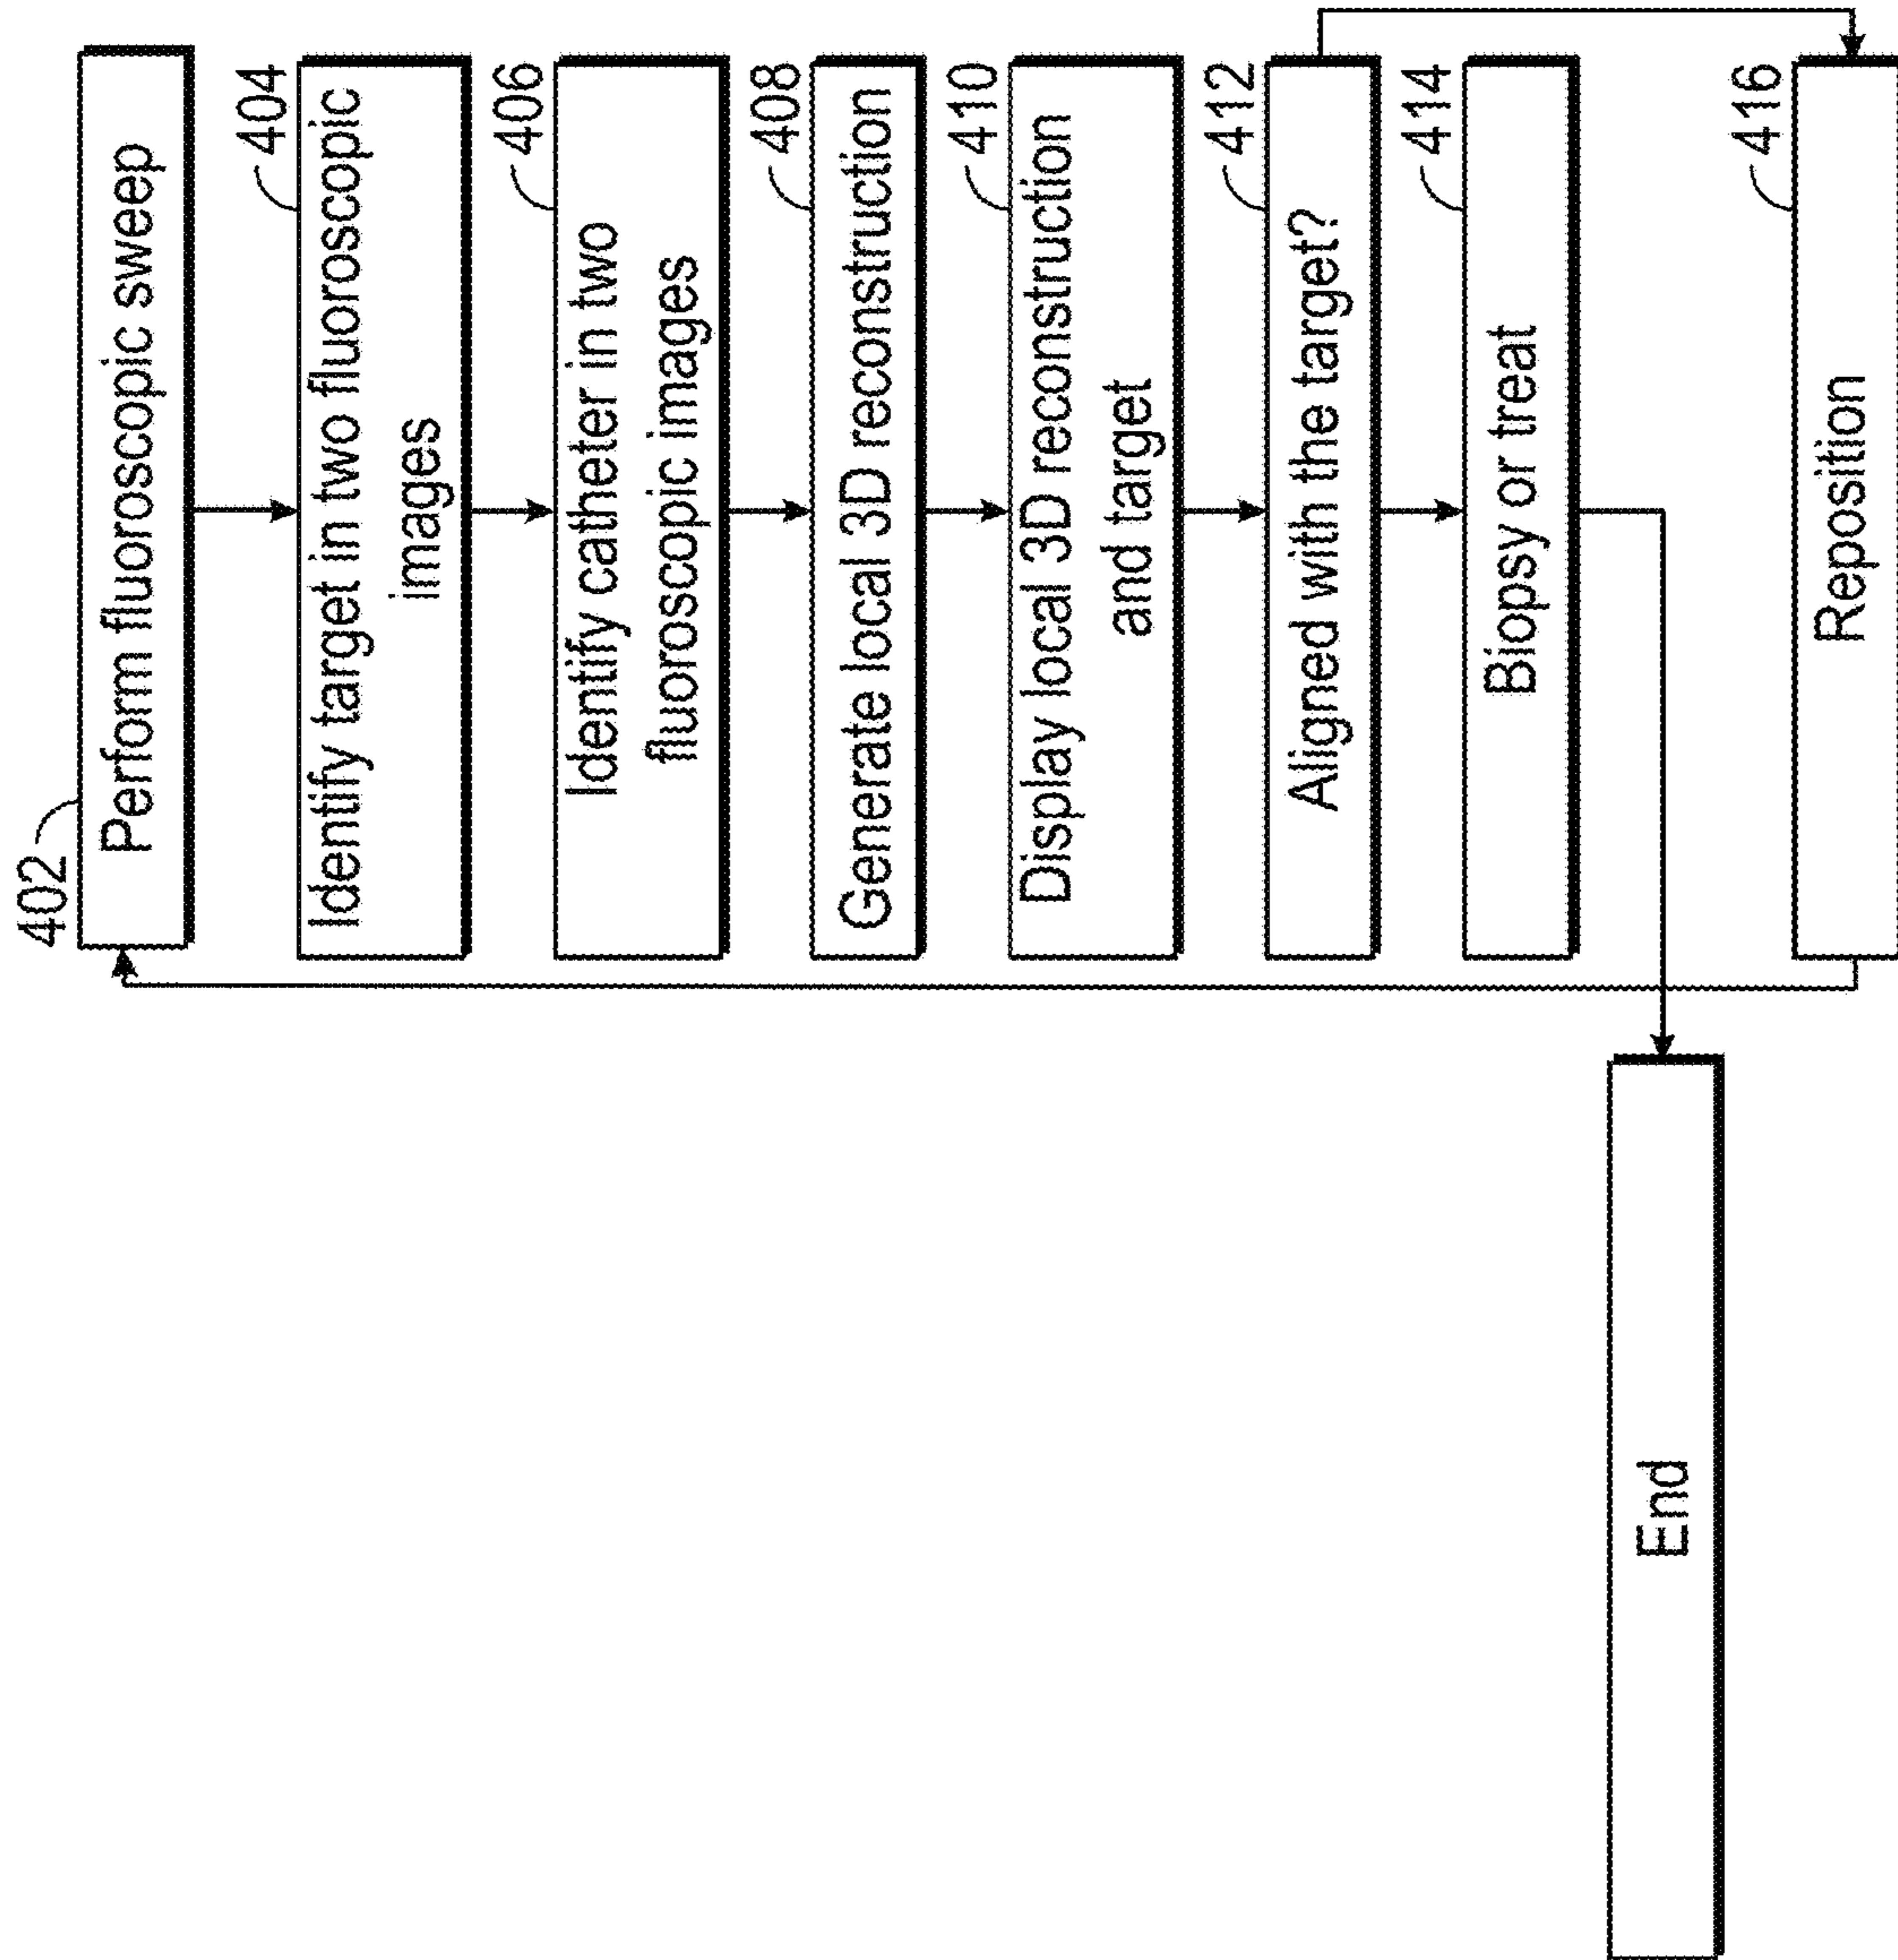 402
Perform fluoroscopic sweep
404
Identify target in two fluoroscopic
images
406
Identify catheter in two
fluoroscopic images
408
Generate local 3D reconstruction
410
Display local 3D reconstruction
and target
412
Aligned with the target?
414
Biopsy or treat
416
Reposition
End